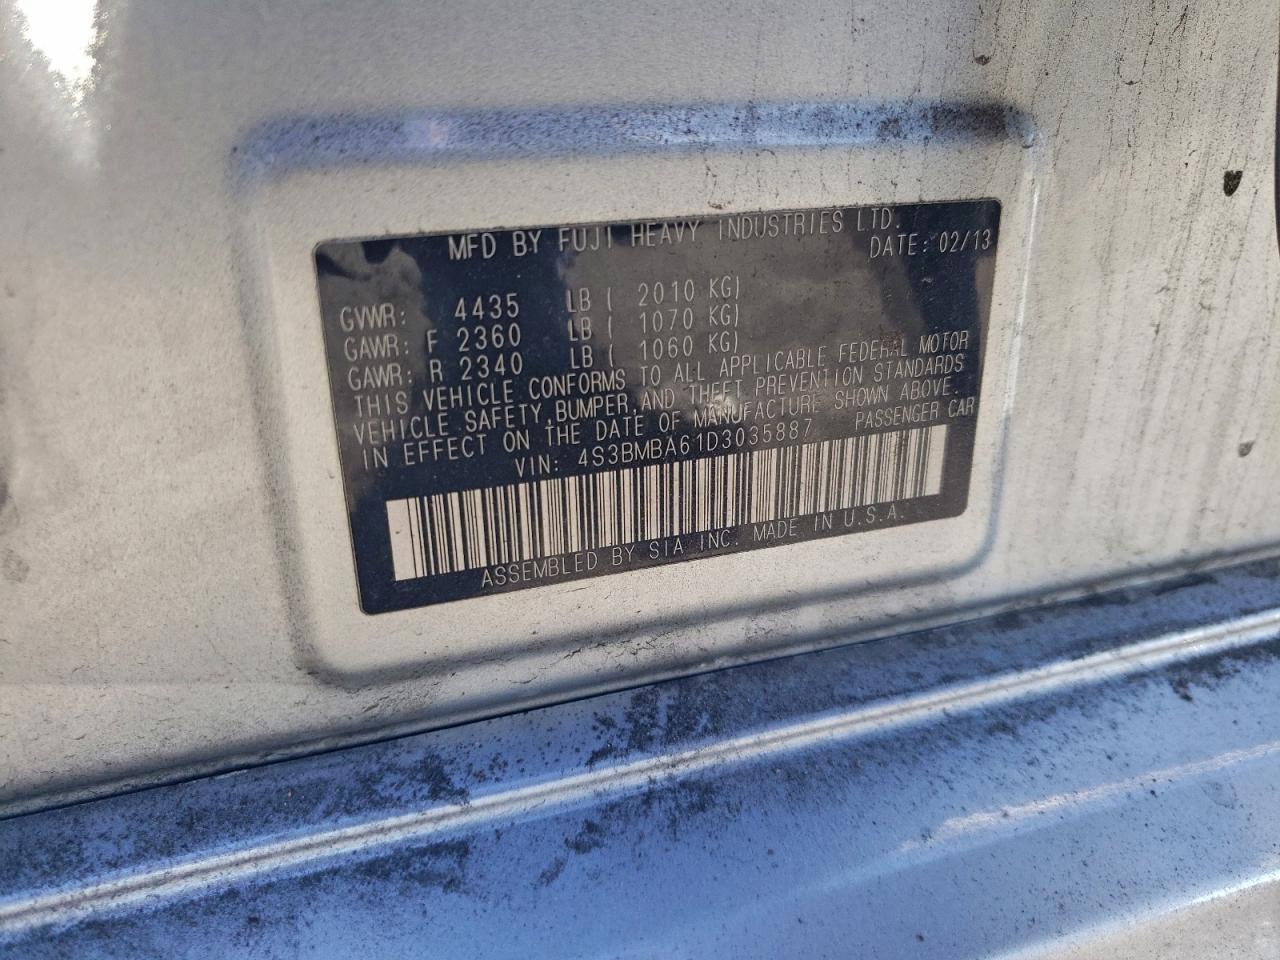 MFD BY FUJI HEAVY INDUSTRIES LTD.
DATE: 02/13
GVWR: 4435 LB ( 2010 KG)
GAWR: F 2360 LB ( 1070 KG)
GAWR: R 2340 LB ( 1060 KG)
THIS VEHICLE CONFORMS TO ALL APPLICABLE FEDERAL MOTOR
VEHICLE SAFETY, BUMPER, AND THEFT PREVENTION STANDARDS
IN EFFECT ON THE DATE OF MANUFACTURE SHOWN ABOVE.
VIN: 4S3BMBA61D3035887 PASSENGER CAR
ASSEMBLED BY SIA INC. MADE IN U.S.A.